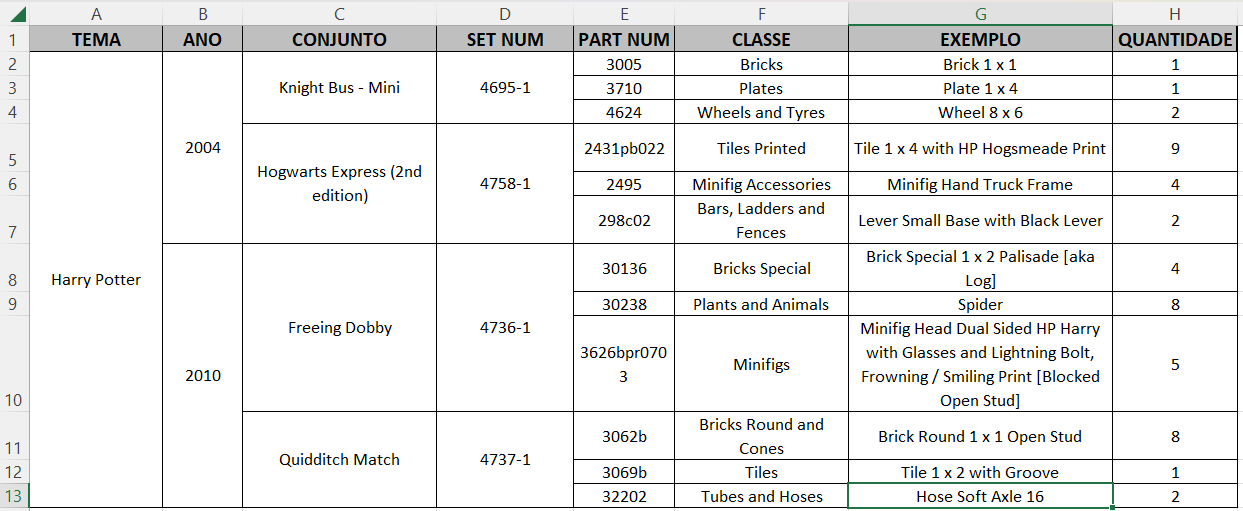 A B C D E F G H
1 TEMA ANO CONJUNTO SET NUM PART NUM CLASSE EXEMPLO QUANTIDADE
2 3005 Bricks Brick 1 x 1 1
3 Knight Bus - Mini 4695-1 3710 Plates Plate 1 x 4 1
4 4624 Wheels and Tyres Wheel 8 x 6 2
2004
5 2431pb022 Tiles Printed Tile 1 x 4 with HP Hogsmeade Print 9
Hogwarts Express (2nd
edition) 4758-1
6 2495 Minifig Accessories Minifig Hand Truck Frame 4
Bars, Ladders and
7 298c02 Fences Lever Small Base with Black Lever 2
Harry Potter
Brick Special 1 x 2 Palisade [aka
8 30136 Bricks Special Log] 4
9 30238 Plants and Animals Spider 8
Freeing Dobby 4736-1
2010
Minifig Head Dual Sided HP Harry
3626bpr070 with Glasses and Lightning Bolt,
3 Minifigs Frowning / Smiling Print [Blocked 5
10 Open Stud]
Bricks Round and
11 3062b Cones Brick Round 1 x 1 Open Stud 8
Quidditch Match 4737-1
12 3069b Tiles Tile 1 x 2 with Groove 1
13 32202 Tubes and Hoses Hose Soft Axle 16 2